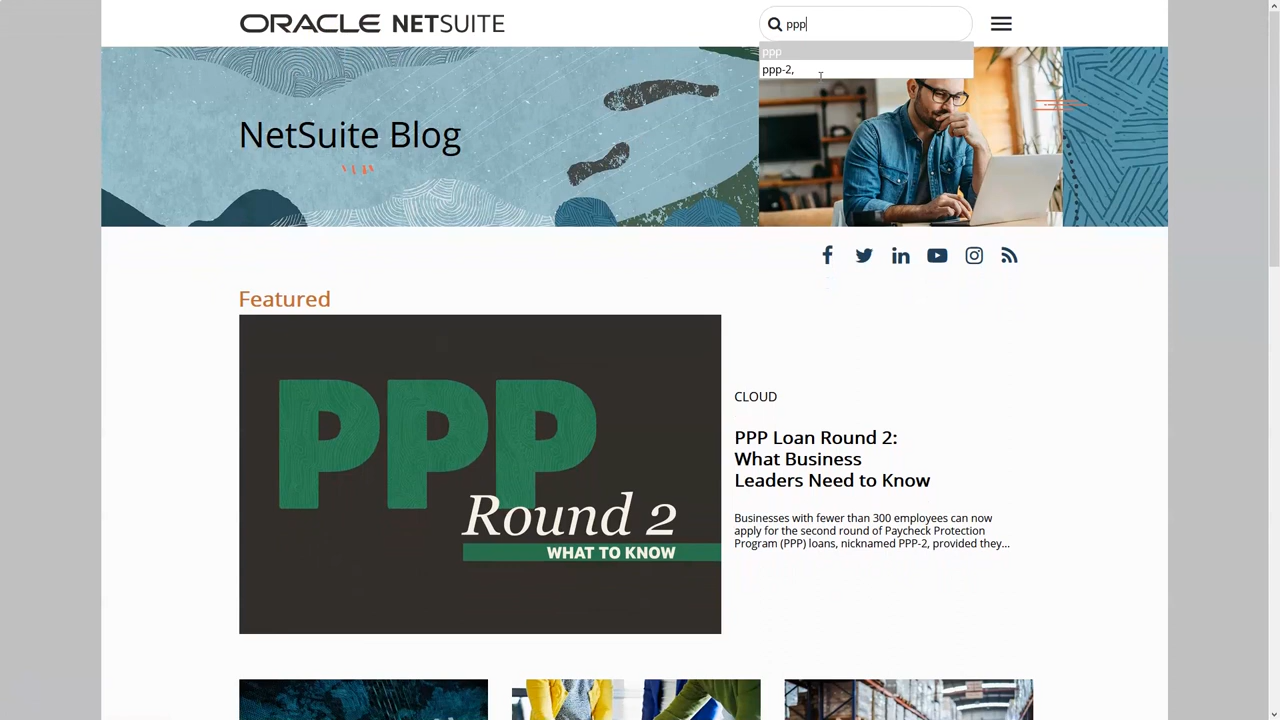 ORACLE NETSUITE
ppp
ppp
ppp-2,
NetSuite Blog
Featured
PPP
Round 2
WHAT TO KNOW
CLOUD
PPP Loan Round 2:
What Business
Leaders Need to Know
Businesses with fewer than 300 employees can now
apply for the second round of Paycheck Protection
Program (PPP) loans, nicknamed PPP-2, provided they...